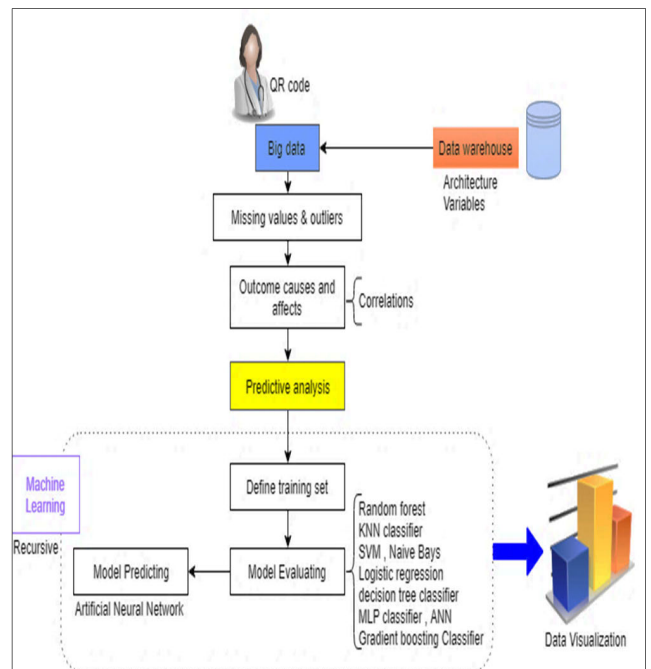 QR code
Big data
Data warehouse
Architecture
Variables
Missing values & outliers
Outcome causes and
affects
Correlations
Predictive analysis
Machine
Learning
Recursive
Define training set
Model Evaluating
Random forest
KNN classifier
SVM , Naive Bays
Logistic regression
decision tree classifier
MLP classifier , ANN
Gradient boosting Classifier
Model Predicting
Artificial Neural Network
Data Visualization